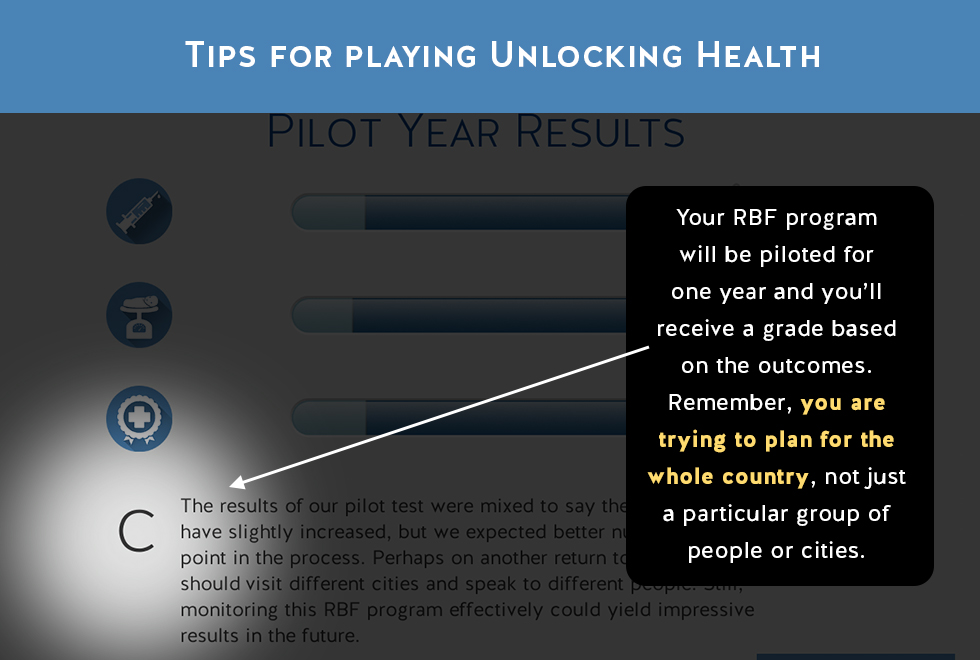 Tips for playing Unlocking Health
Pilot Year Results
Your RBF program
will be piloted for
one year and you'll
receive a grade based
on the outcomes.
Remember, you are
trying to plan for the
whole country, not just
a particular group of
people or cities.
C
The results of our pilot test were mixed to say the
have slightly increased, but we expected better
point in the process. Perhaps on another return to
should visit different cities and speak to different people. Still,
monitoring this RBF program effectively could yield impressive
results in the future.